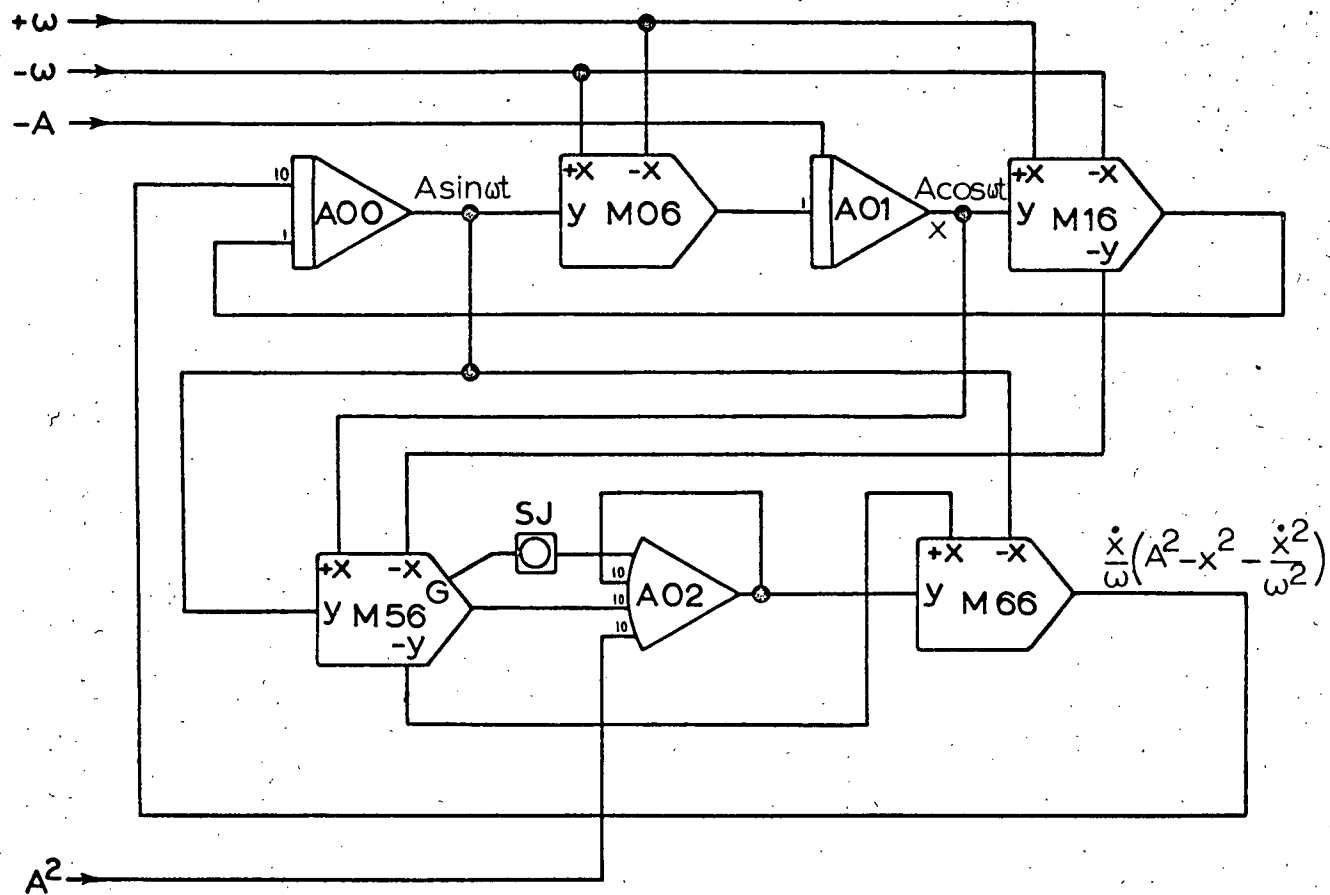 +ω
-ω
-A
10
1
A00
Asinωt
+X -X
y M06
1
A01
Acosωt
X
+X -X
y M16
-y
SJ
+X -X
G
y M56
-y
10
10
10
A02
+X -X
y M66
ẋ/ω(A²-x²-ẋ²/ω²)
A²